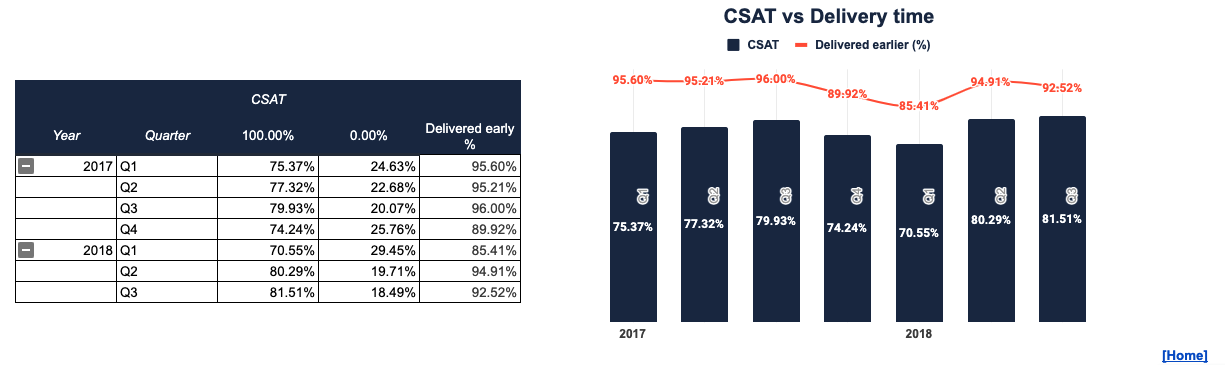 CSAT
Year Quarter 100.00% 0.00% Delivered early %
2017 Q1 75.37% 24.63% 95.60%
Q2 77.32% 22.68% 95.21%
Q3 79.93% 20.07% 96.00%
Q4 74.24% 25.76% 89.92%
2018 Q1 70.55% 29.45% 85.41%
Q2 80.29% 19.71% 94.91%
Q3 81.51% 18.49% 92.52%
CSAT vs Delivery time
CSAT Delivered earlier (%)
95.60% 95.21% 96.00% 89.92% 85.41% 94.91% 92.52%
Q1 Q2 Q3 Q4 Q1 Q2 Q3
75.37% 77.32% 79.93% 74.24% 70.55% 80.29% 81.51%
2017 2018
[Home]